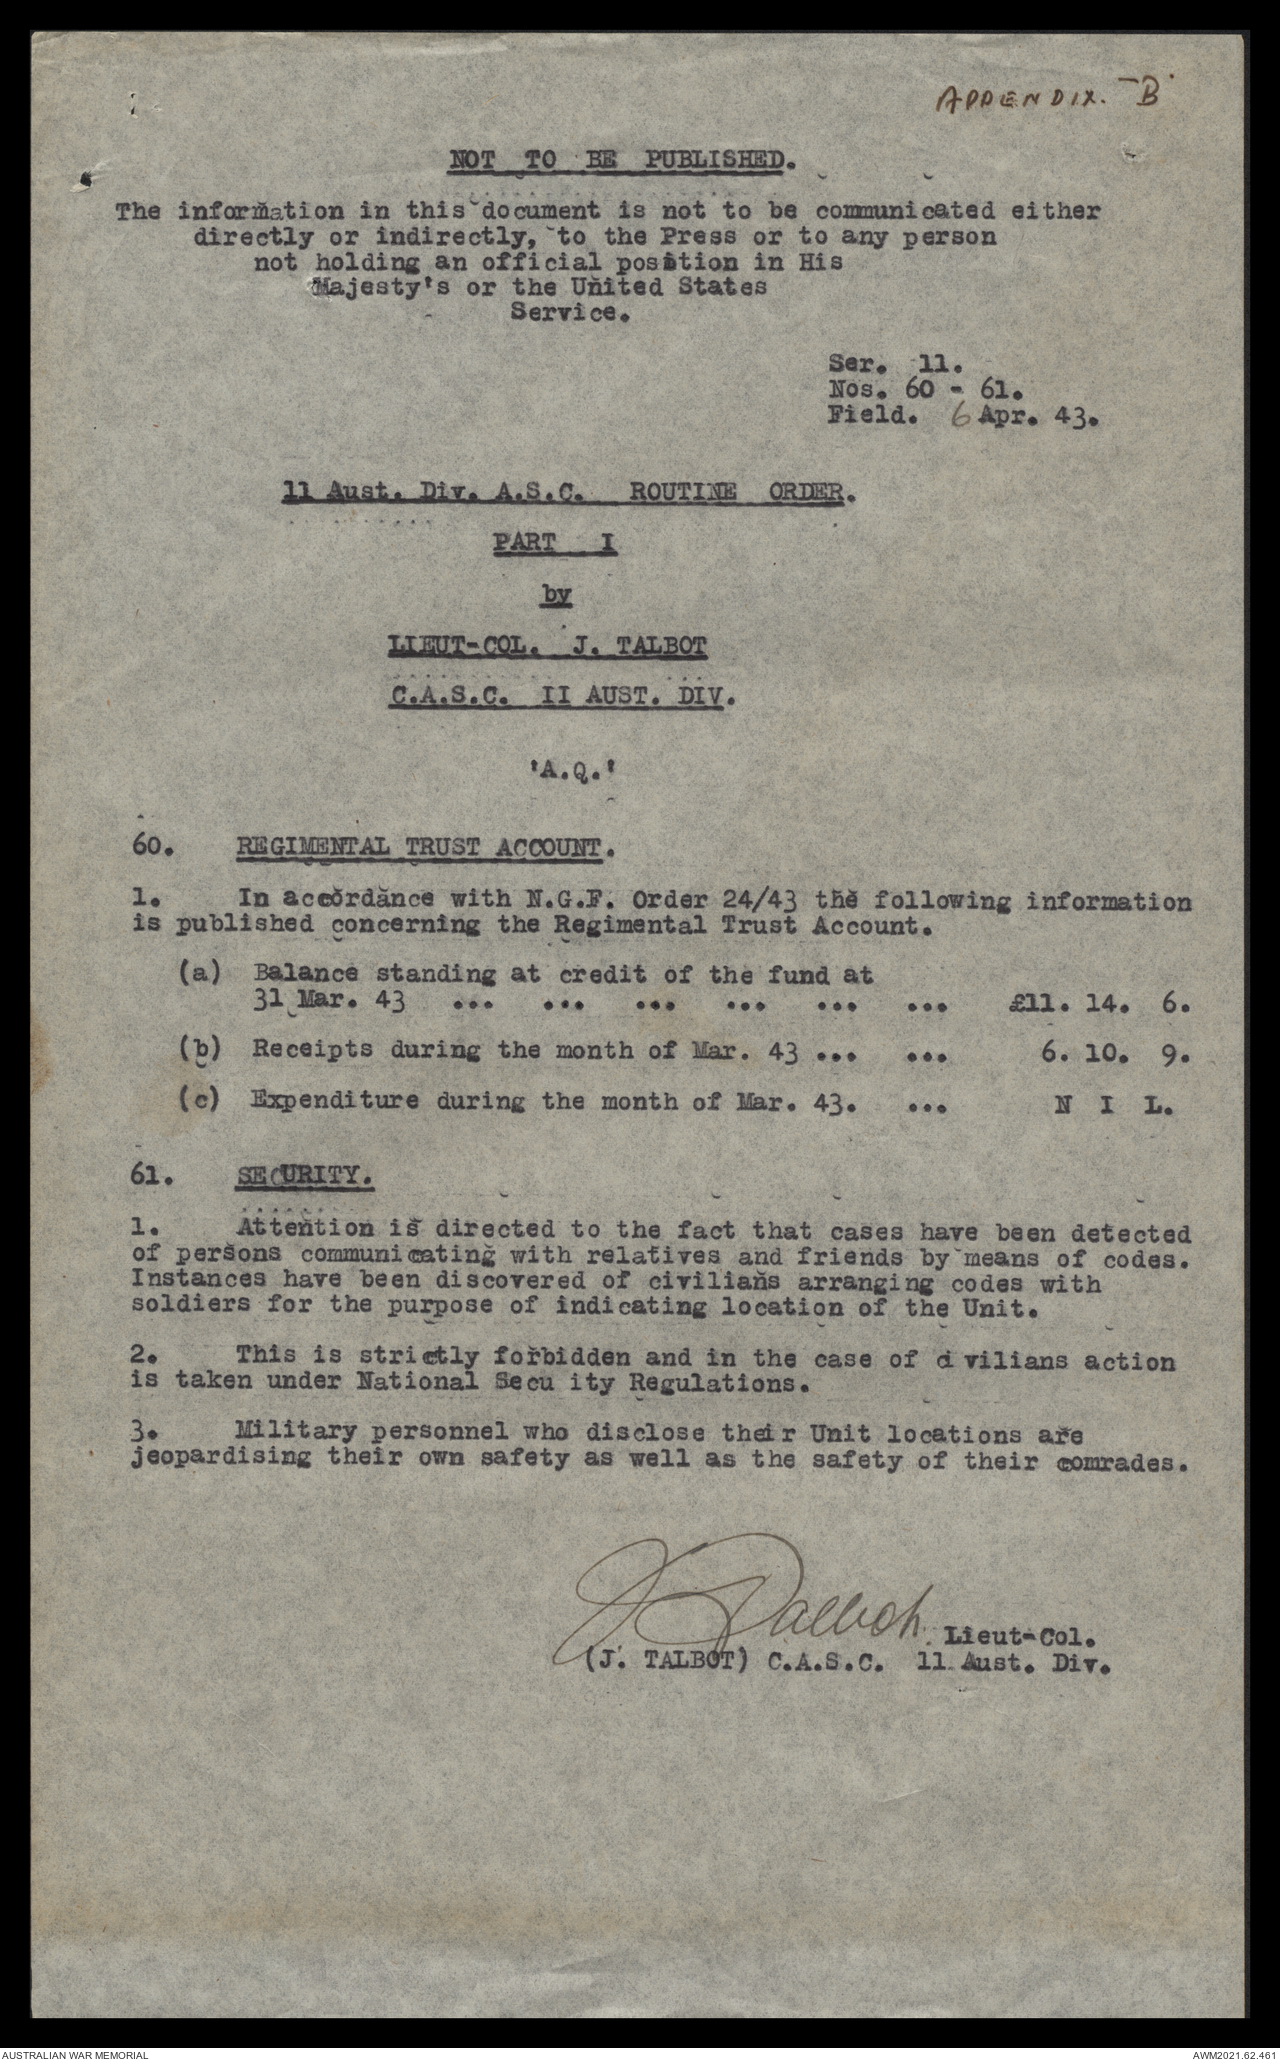 APPENDIX. "B"
NOT TO BE PUBLISHED.
The information in this document is not to be communicated either
directly or indirectly, to the Press or to any person
not holding an official position in His
Majesty's or the United States
Service.
Ser. 11.
Nos. 60 - 61.
Field. 6 Apr. 43.
11 Aust. Div. A.S.C. ROUTINE ORDER.
PART I
by
LIEUT-COL. J. TALBOT
C.A.S.C. II AUST. DIV.
'A.Q.'
60. REGIMENTAL TRUST ACCOUNT.
1. In accordance with N.G.F. Order 24/43 the following information
is published concerning the Regimental Trust Account.
(a) Balance standing at credit of the fund at
31 Mar. 43 ... ... ... ... ... ... £11. 14. 6.
(b) Receipts during the month of Mar. 43 ... ... 6. 10. 9.
(c) Expenditure during the month of Mar. 43. ... N I L.
61. SECURITY.
1. Attention is directed to the fact that cases have been detected
of persons communicating with relatives and friends by means of codes.
Instances have been discovered of civilians arranging codes with
soldiers for the purpose of indicating location of the Unit.
2. This is strictly forbidden and in the case of civilians action
is taken under National Secu ity Regulations.
3. Military personnel who disclose their Unit locations are
jeopardising their own safety as well as the safety of their comrades.
J Talbot Lieut-Col.
(J. TALBOT) C.A.S.C. 11 Aust. Div.
AUSTRALIAN WAR MEMORIAL AWM2021.62.461